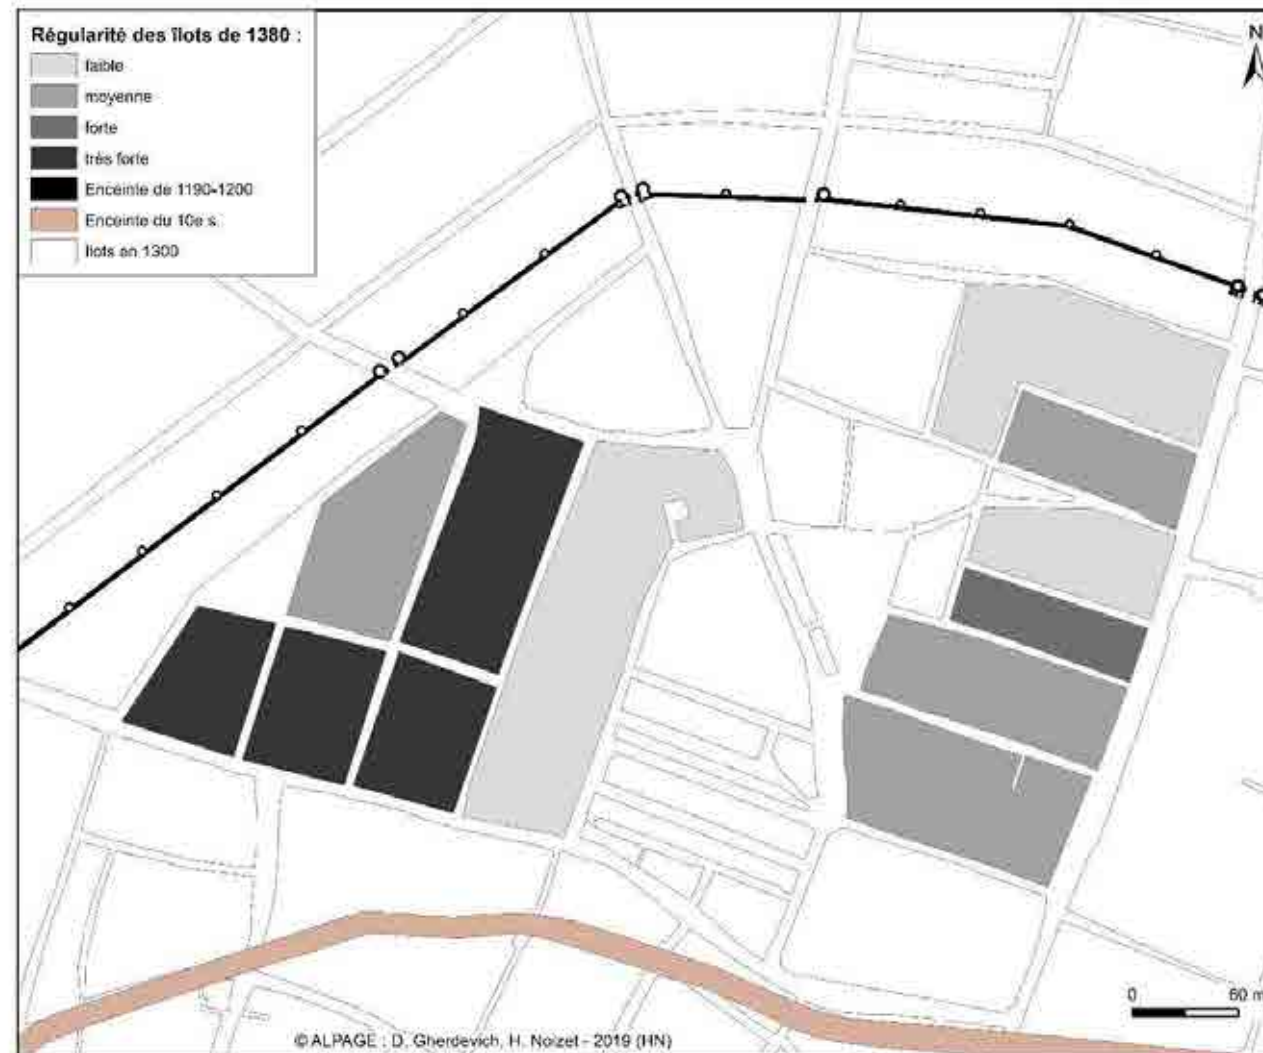 Régularité des îlots de 1380 :
faible
moyenne
forte
très forte
Enceinte de 1190-1200
Enceinte du 10e s.
îlots en 1300
N
0 60 m
© ALPAGE : D. Gherdevich, H. Noizet - 2019 (HN)